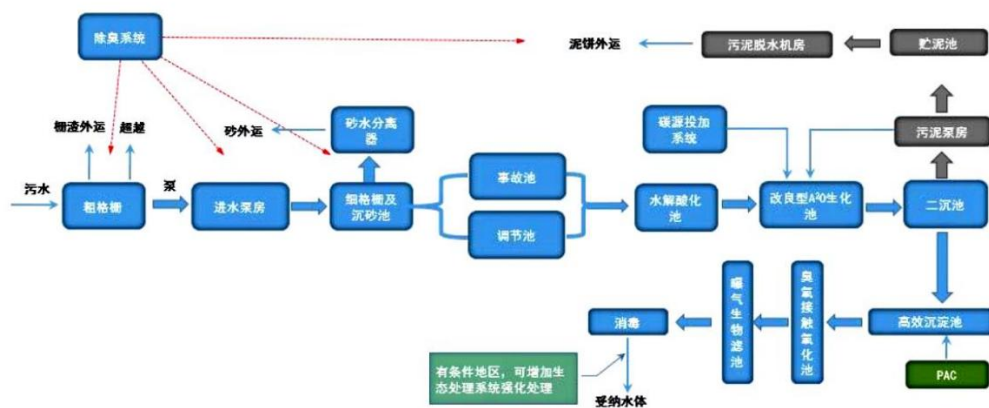 除臭系统
泥饼外运
污泥脱水机房
贮泥池
栅渣外运
超越
砂外运
砂水分离
器
碳源投加
系统
污泥泵房
污水
粗格栅
泵
进水泵房
细格栅及
沉砂池
事故池
调节池
水解酸化
池
改良型A²O生化
池
二沉池
消毒
曝气生物滤池
臭氧接触氧化池
高效沉淀池
有条件地区，可增加生
态处理系统强化处理
受纳水体
PAC